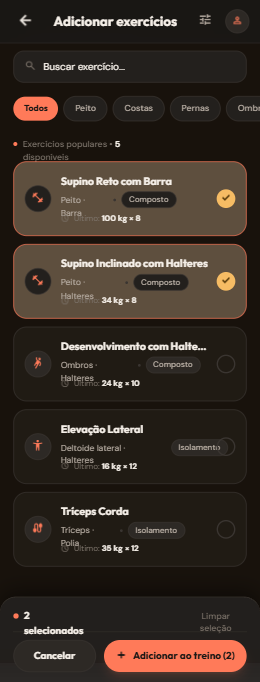 Adicionar exercícios
Buscar exercício...
Todos Peito Costas Pernas Ombr
Exercícios populares • 5
disponíveis
Supino Reto com Barra
Peito · • Composto
Barra
Último: 100 kg × 8
Supino Inclinado com Halteres
Peito · • Composto
Halteres
Último: 34 kg × 8
Desenvolvimento com Halte...
Ombros · • Composto
Halteres
Último: 24 kg × 10
Elevação Lateral
Deltoide lateral · Isolamento
Halteres
Último: 16 kg × 12
Tríceps Corda
Tríceps · • Isolamento
Polia
Último: 35 kg × 12
2
selecionados
Limpar
seleção
Cancelar
+ Adicionar ao treino (2)